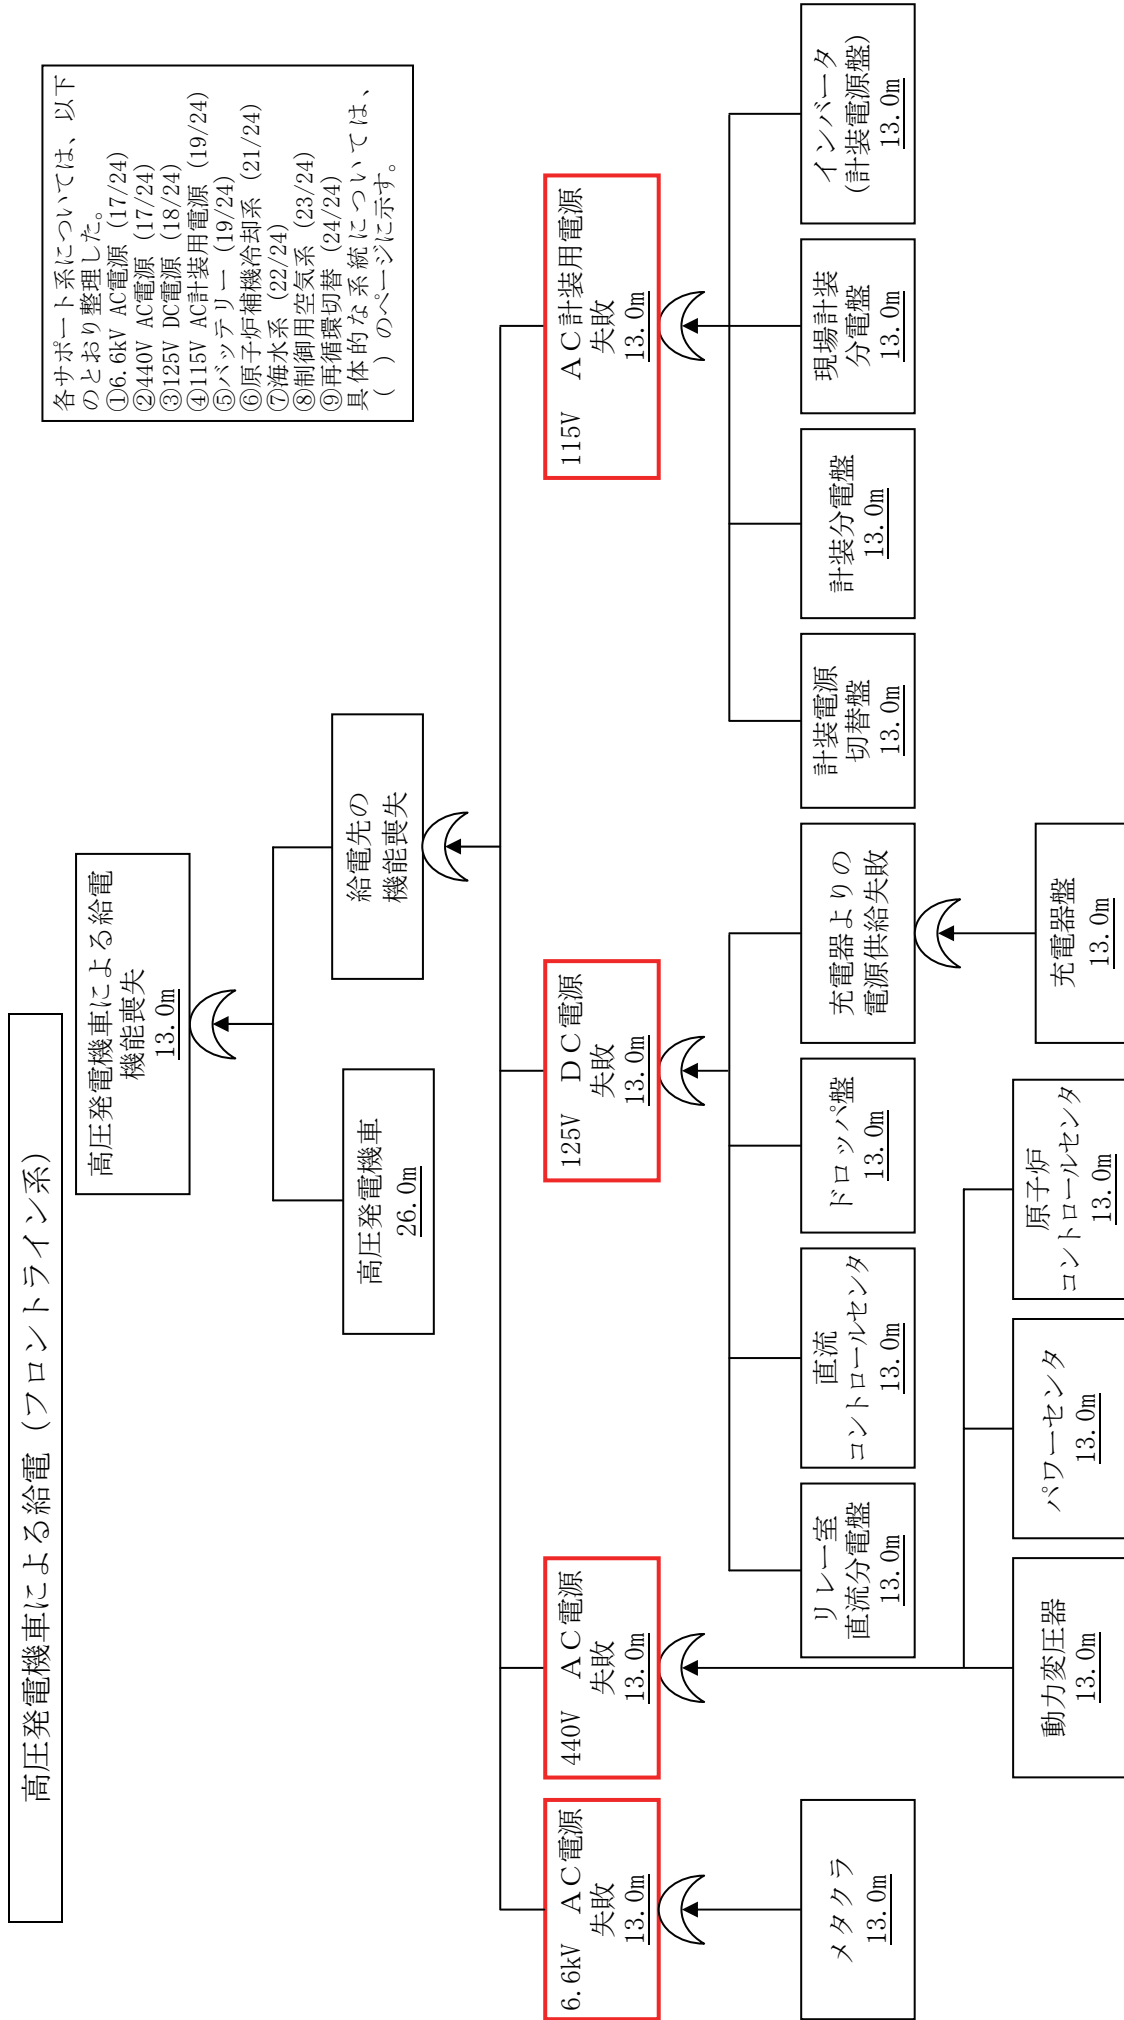 高圧発電機車による給電（フロントライン系）
各サポート系については、以下
のとおり整理した。
①6.6kV AC電源 (17/24)
②440V AC電源 (17/24)
③125V DC電源 (18/24)
④115V AC計装用電源 (19/24)
⑤バッテリー (19/24)
⑥原子炉補機冷却系 (21/24)
⑦海水系 (22/24)
⑧制御用空気系 (23/24)
⑨再循環切替 (24/24)
具体的な系統については、
( ) のページに示す。
高圧発電機車による給電
機能喪失
13.0m
高圧発電機車
26.0m
給電先の
機能喪失
6.6kV ＡＣ電源
失敗
13.0m
440V ＡＣ電源
失敗
13.0m
125V ＤＣ電源
失敗
13.0m
115V ＡＣ計装用電源
失敗
13.0m
メタクラ
13.0m
リレー室
直流分電盤
13.0m
直流
コントロールセンタ
13.0m
ドロッパ盤
13.0m
充電器よりの
電源供給失敗
計装電源
切替盤
13.0m
計装分電盤
13.0m
現場計装
分電盤
13.0m
インバータ
(計装電源盤)
13.0m
動力変圧器
13.0m
パワーセンタ
13.0m
原子炉
コントロールセンタ
13.0m
充電器盤
13.0m